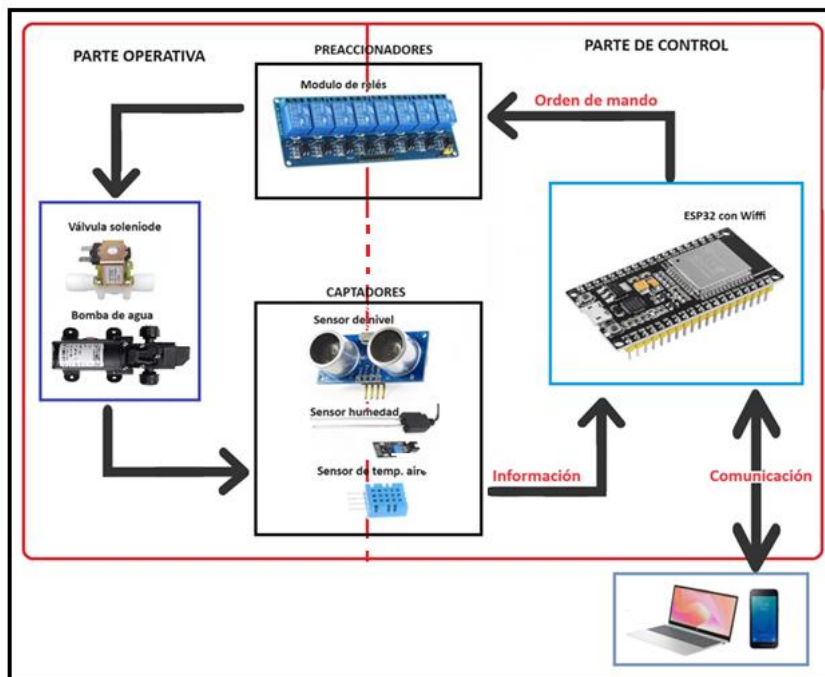 PARTE OPERATIVA
PREACCIONADORES
PARTE DE CONTROL
Modulo de relés
Orden de mando
Válvula soleniode
ESP32 con Wiffi
Bomba de agua
CAPTADORES
Sensor de nivel
Sensor humedad
Sensor de temp. aire
Información
Comunicación